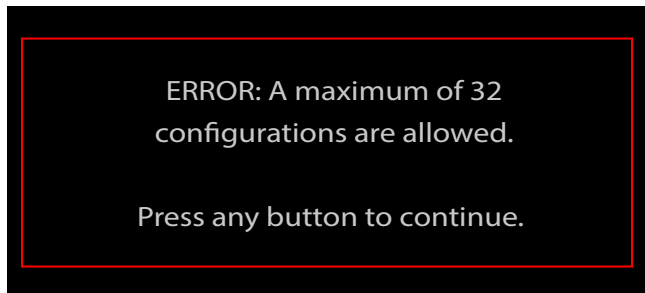 ERROR: A maximum of 32
configurations are allowed.
Press any button to continue.